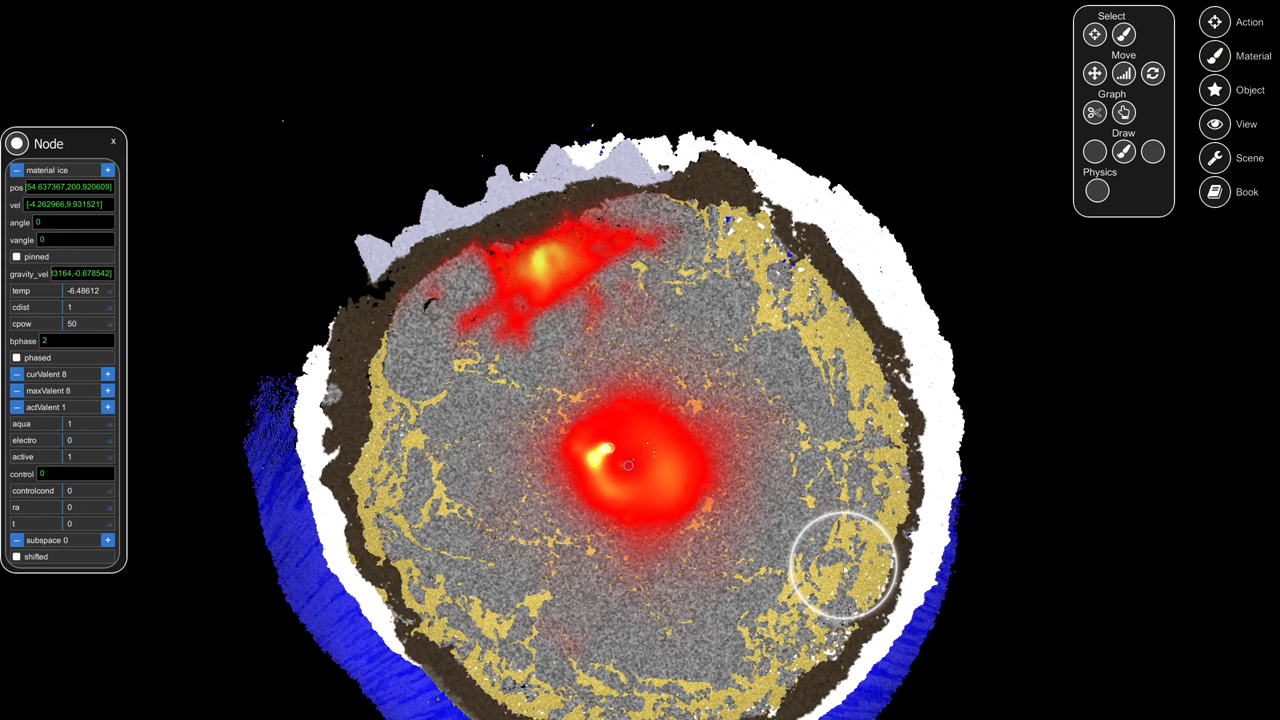 Node x
material ice
pos [54.637367,200.920609]
vel [-4.262966,9.931521]
angle 0
vangle 0
pinned
gravity_vel 33164,-0.678542]
temp -6.48612
cdist 1
cpow 50
bphase 2
phased
curValent 8
maxValent 8
actValent 1
aqua 1
electro 0
active 1
control 0
controlcond 0
ra 0
t 0
subspace 0
shifted
Select
Move
Graph
Draw
Physics
Action
Material
Object
View
Scene
Book